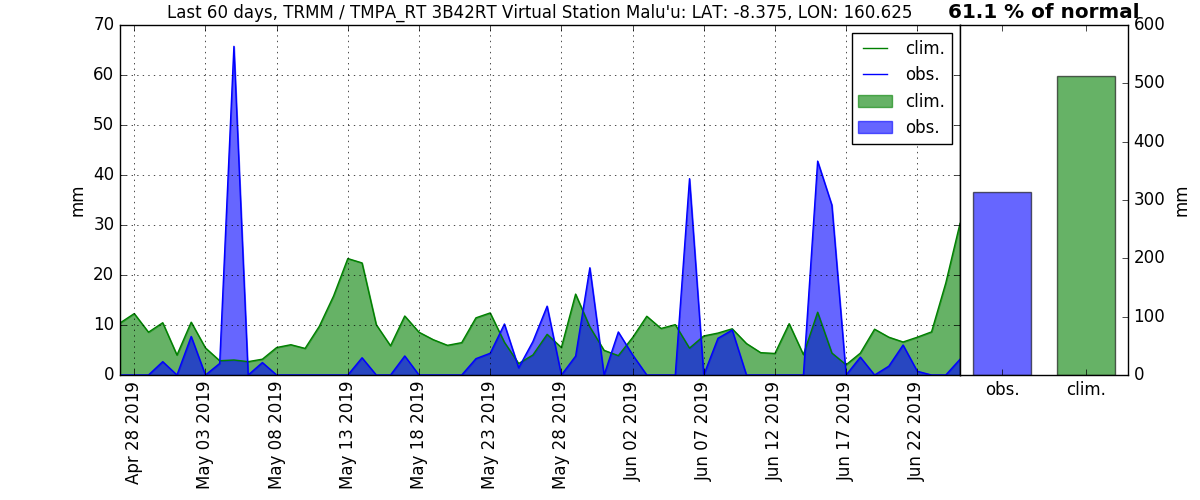 Last 60 days, TRMM / TMPA_RT 3B42RT Virtual Station Malu'u: LAT: -8.375, LON: 160.625
61.1 % of normal
70
60
50
40
30
20
10
0
mm
clim.
obs.
clim.
obs.
Apr 28 2019
May 03 2019
May 08 2019
May 13 2019
May 18 2019
May 23 2019
May 28 2019
Jun 02 2019
Jun 07 2019
Jun 12 2019
Jun 17 2019
Jun 22 2019
600
500
400
300
200
100
0
mm
obs.
clim.